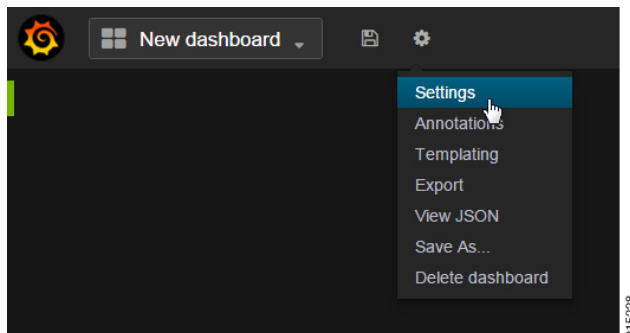 New dashboard
Settings
Annotations
Templating
Export
View JSON
Save As...
Delete dashboard